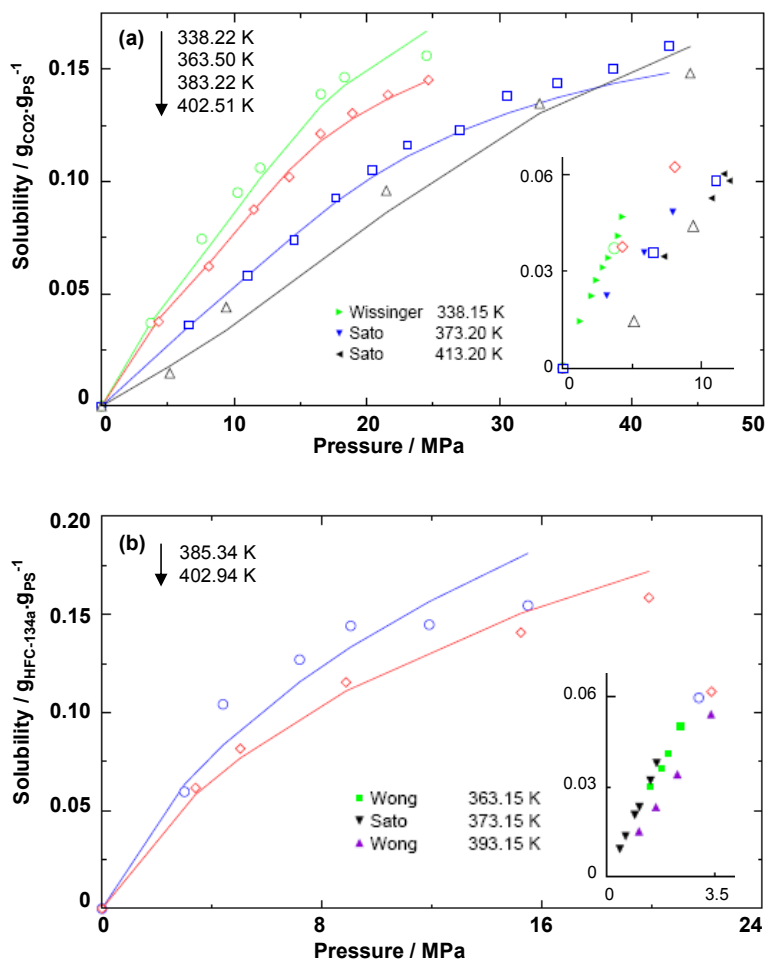 (a)
338.22 K
363.50 K
383.22 K
402.51 K
0.15
0.10
0.05
0
Solubility / gCO2·gPS-1
0.06
0.03
0
0 10
Wissinger 338.15 K
Sato 373.20 K
Sato 413.20 K
0 10 20 30 40 50
Pressure / MPa
(b)
385.34 K
402.94 K
0.20
0.15
0.10
0.05
0
Solubility / gHFC-134a·gPS-1
0.06
0.03
0
0 3.5
Wong 363.15 K
Sato 373.15 K
Wong 393.15 K
0 8 16 24
Pressure / MPa